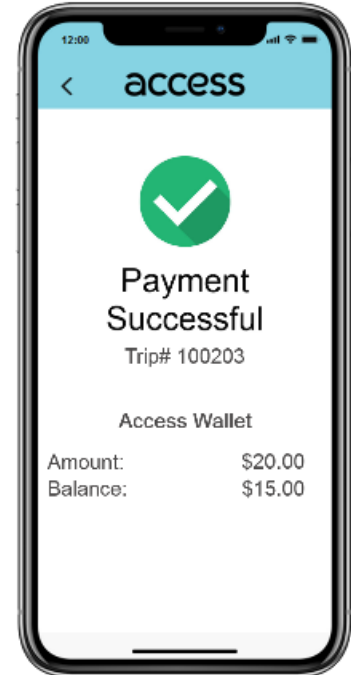 12:00
access
Payment
Successful
Trip# 100203
Access Wallet
Amount: $20.00
Balance: $15.00